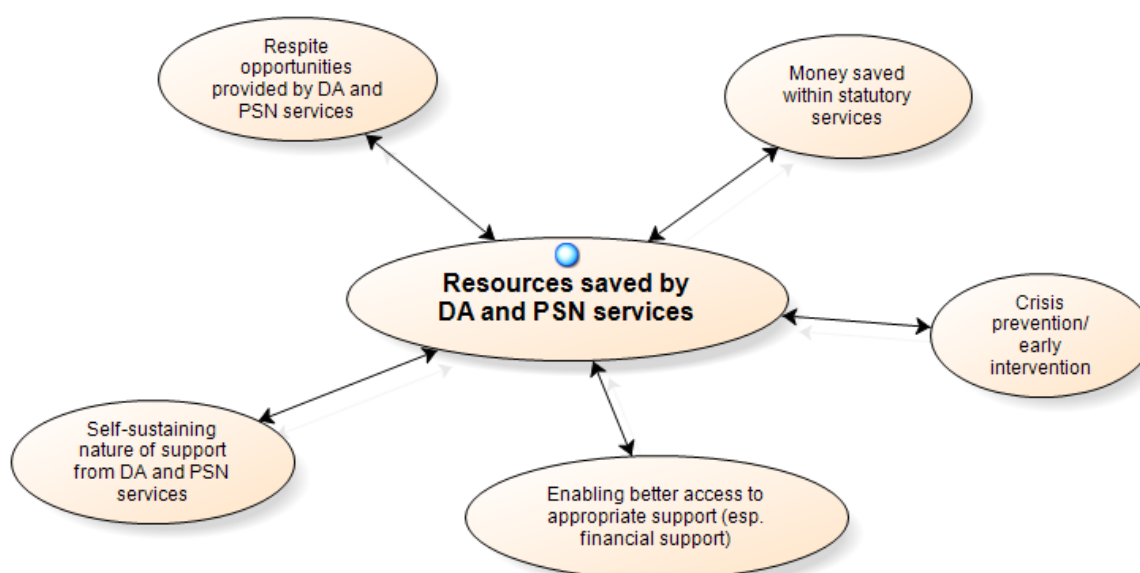 Respite
opportunities
provided by DA and
PSN services
Money saved
within statutory
services
Resources saved by
DA and PSN services
Crisis
prevention/
early
intervention
Self-sustaining
nature of support
from DA and PSN
services
Enabling better access to
appropriate support (esp.
financial support)